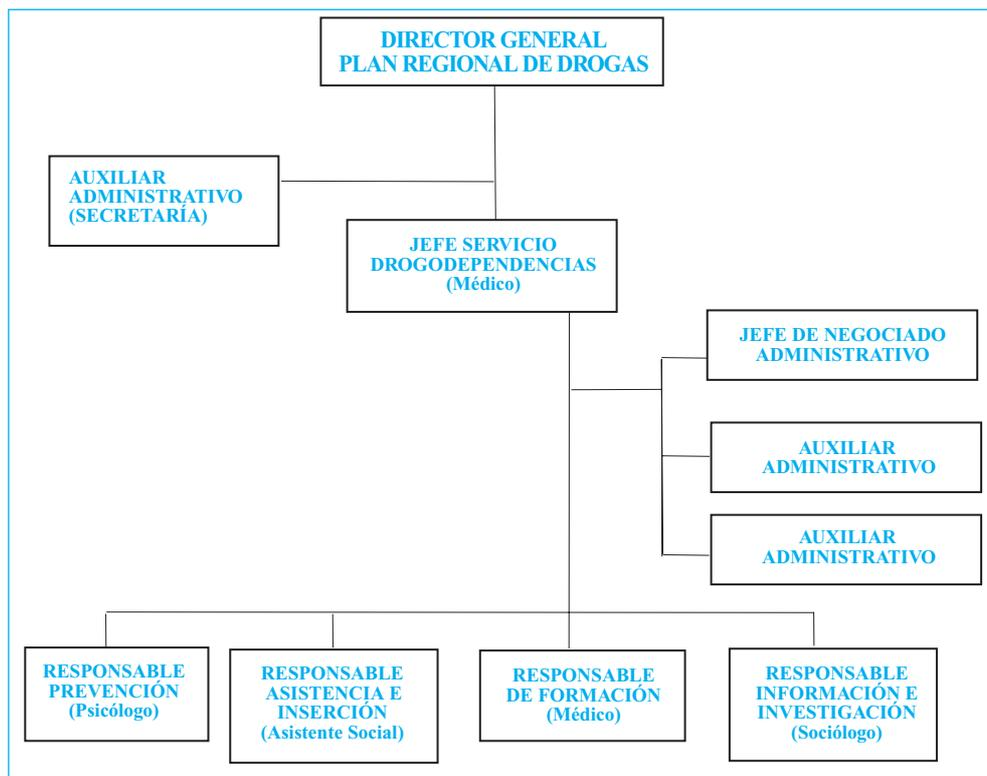 DIRECTOR GENERAL
PLAN REGIONAL DE DROGAS
AUXILIAR
ADMINISTRATIVO
(SECRETARÍA)
JEFE SERVICIO
DROGODEPENDENCIAS
(Médico)
JEFE DE NEGOCIADO
ADMINISTRATIVO
AUXILIAR
ADMINISTRATIVO
AUXILIAR
ADMINISTRATIVO
RESPONSABLE
PREVENCIÓN
(Psicólogo)
RESPONSABLE
ASISTENCIA E
INSERCIÓN
(Asistente Social)
RESPONSABLE
DE FORMACIÓN
(Médico)
RESPONSABLE
INFORMACIÓN E
INVESTIGACIÓN
(Sociólogo)